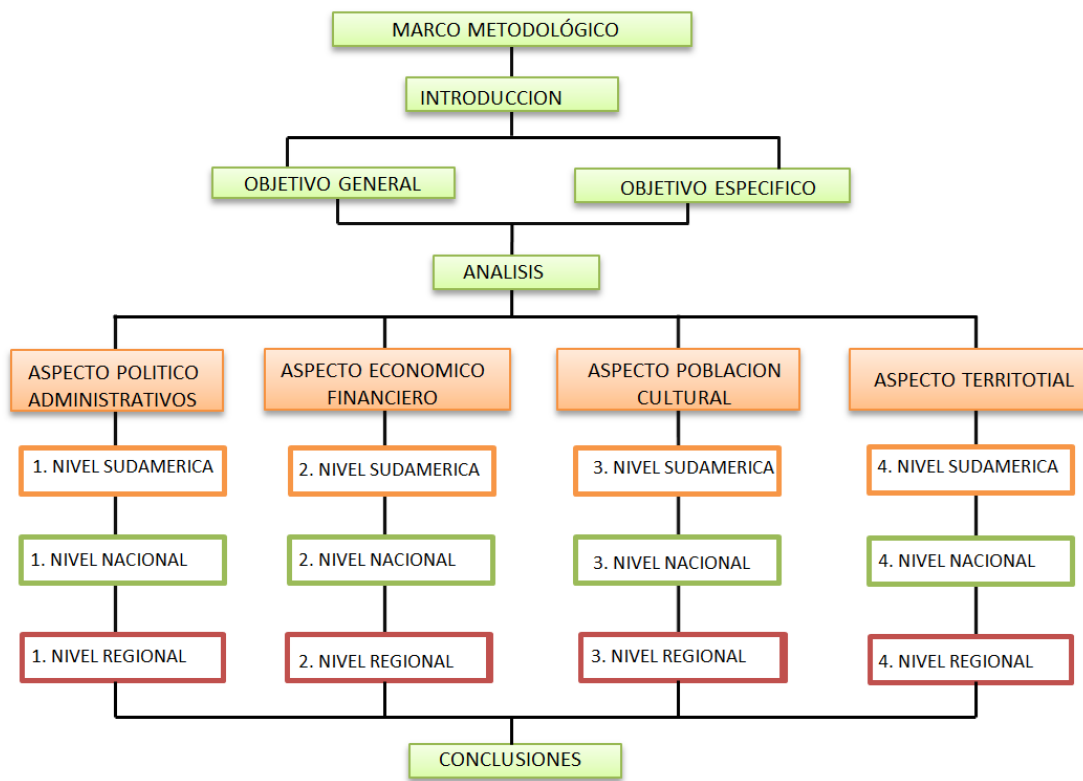 MARCO METODOLÓGICO
INTRODUCCION
OBJETIVO GENERAL
OBJETIVO ESPECIFICO
ANALISIS
ASPECTO POLITICO
ADMINISTRATIVOS
ASPECTO ECONOMICO
FINANCIERO
ASPECTO POBLACION
CULTURAL
ASPECTO TERRITOTIAL
1. NIVEL SUDAMERICA
2. NIVEL SUDAMERICA
3. NIVEL SUDAMERICA
4. NIVEL SUDAMERICA
1. NIVEL NACIONAL
2. NIVEL NACIONAL
3. NIVEL NACIONAL
4. NIVEL NACIONAL
1. NIVEL REGIONAL
2. NIVEL REGIONAL
3. NIVEL REGIONAL
4. NIVEL REGIONAL
CONCLUSIONES